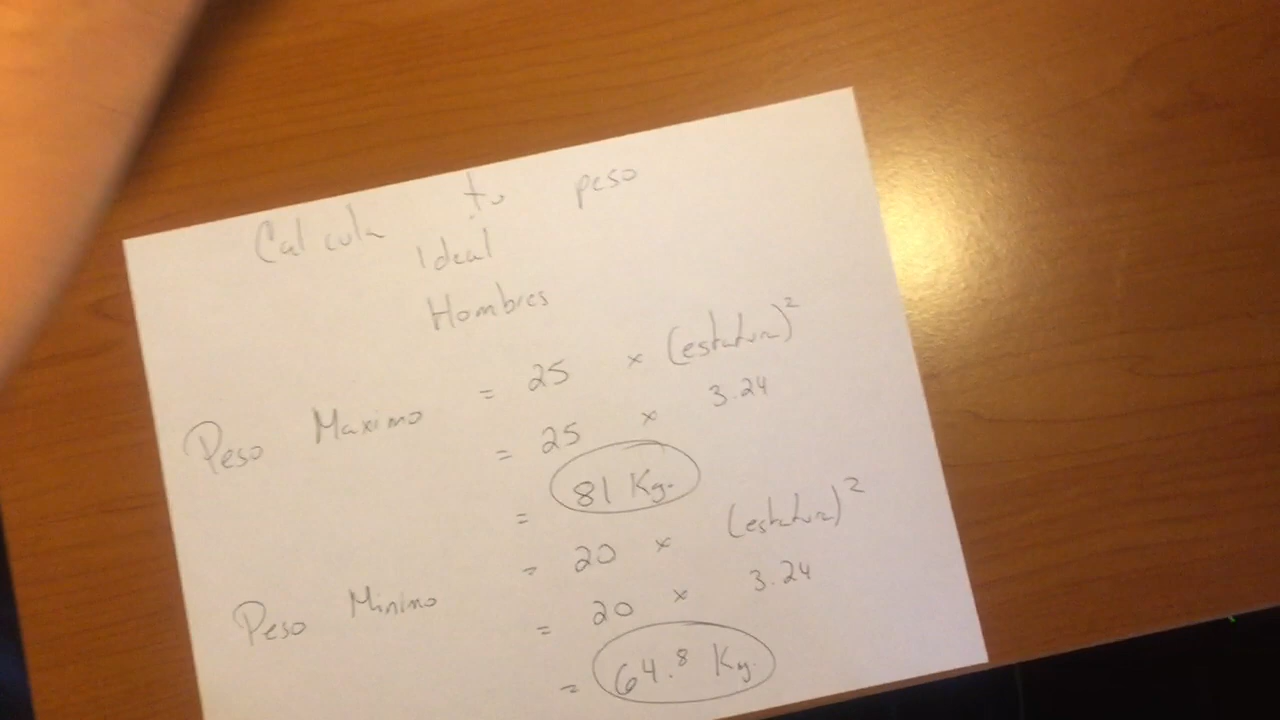 Calcula tu peso
Ideal
Hombres
Peso Maximo = 25 x (estatura)²
= 25 x 3.24
= 81 Kg.
Peso Minimo = 20 x (estatura)²
= 20 x 3.24
= 64.8 Kg.